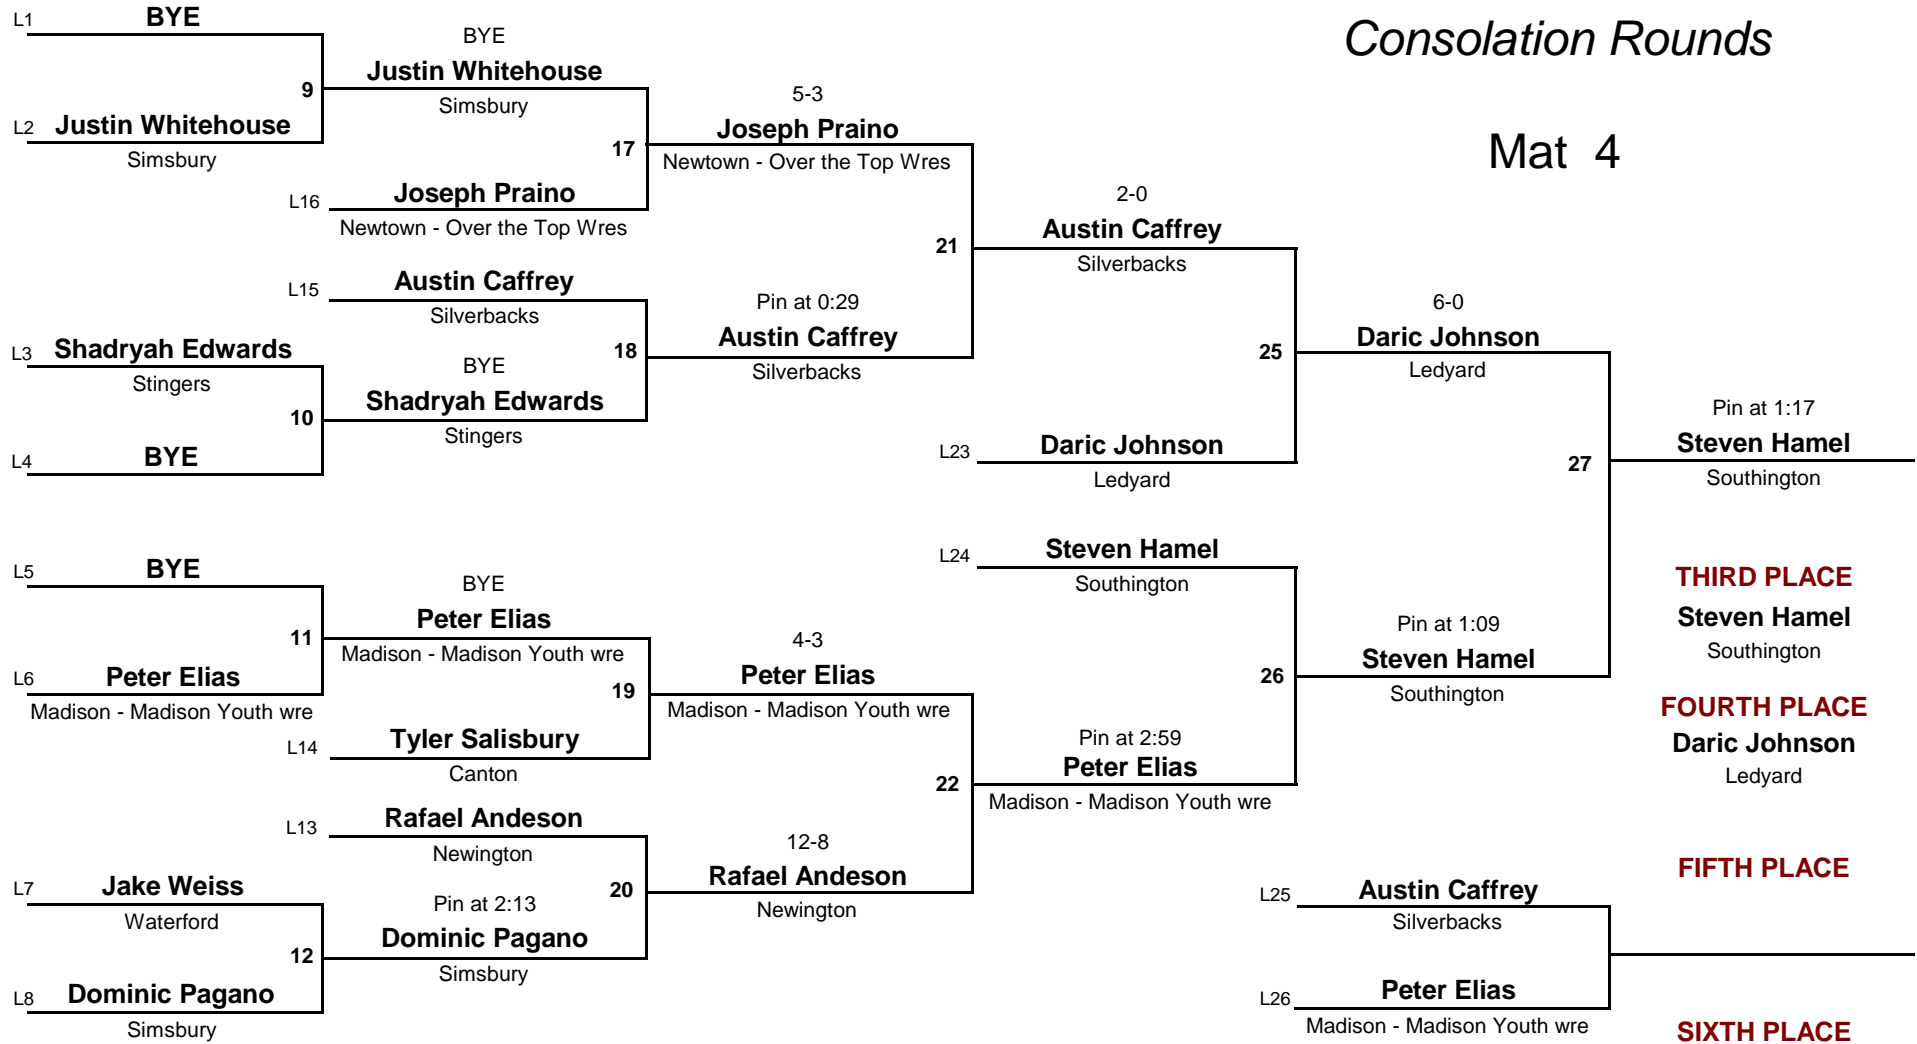 Consolation Rounds
Mat 4
L1 BYE
9
L2 Justin Whitehouse
Simsbury
BYE
Justin Whitehouse
Simsbury
17
L16 Joseph Praino
Newtown - Over the Top Wres
5-3
Joseph Praino
Newtown - Over the Top Wres
L15 Austin Caffrey
Silverbacks
L3 Shadryah Edwards
Stingers
10
L4 BYE
BYE
Shadryah Edwards
Stingers
18
Pin at 0:29
Austin Caffrey
Silverbacks
21
2-0
Austin Caffrey
Silverbacks
25
L23 Daric Johnson
Ledyard
6-0
Daric Johnson
Ledyard
27
Pin at 1:17
Steven Hamel
Southington
L5 BYE
11
L6 Peter Elias
Madison - Madison Youth wre
BYE
Peter Elias
Madison - Madison Youth wre
19
L14 Tyler Salisbury
Canton
4-3
Peter Elias
Madison - Madison Youth wre
L13 Rafael Andeson
Newington
L7 Jake Weiss
Waterford
12
L8 Dominic Pagano
Simsbury
Pin at 2:13
Dominic Pagano
Simsbury
20
12-8
Rafael Andeson
Newington
22
Pin at 2:59
Peter Elias
Madison - Madison Youth wre
L24 Steven Hamel
Southington
26
Pin at 1:09
Steven Hamel
Southington
THIRD PLACE
Steven Hamel
Southington
FOURTH PLACE
Daric Johnson
Ledyard
FIFTH PLACE
L25 Austin Caffrey
Silverbacks
L26 Peter Elias
Madison - Madison Youth wre
SIXTH PLACE